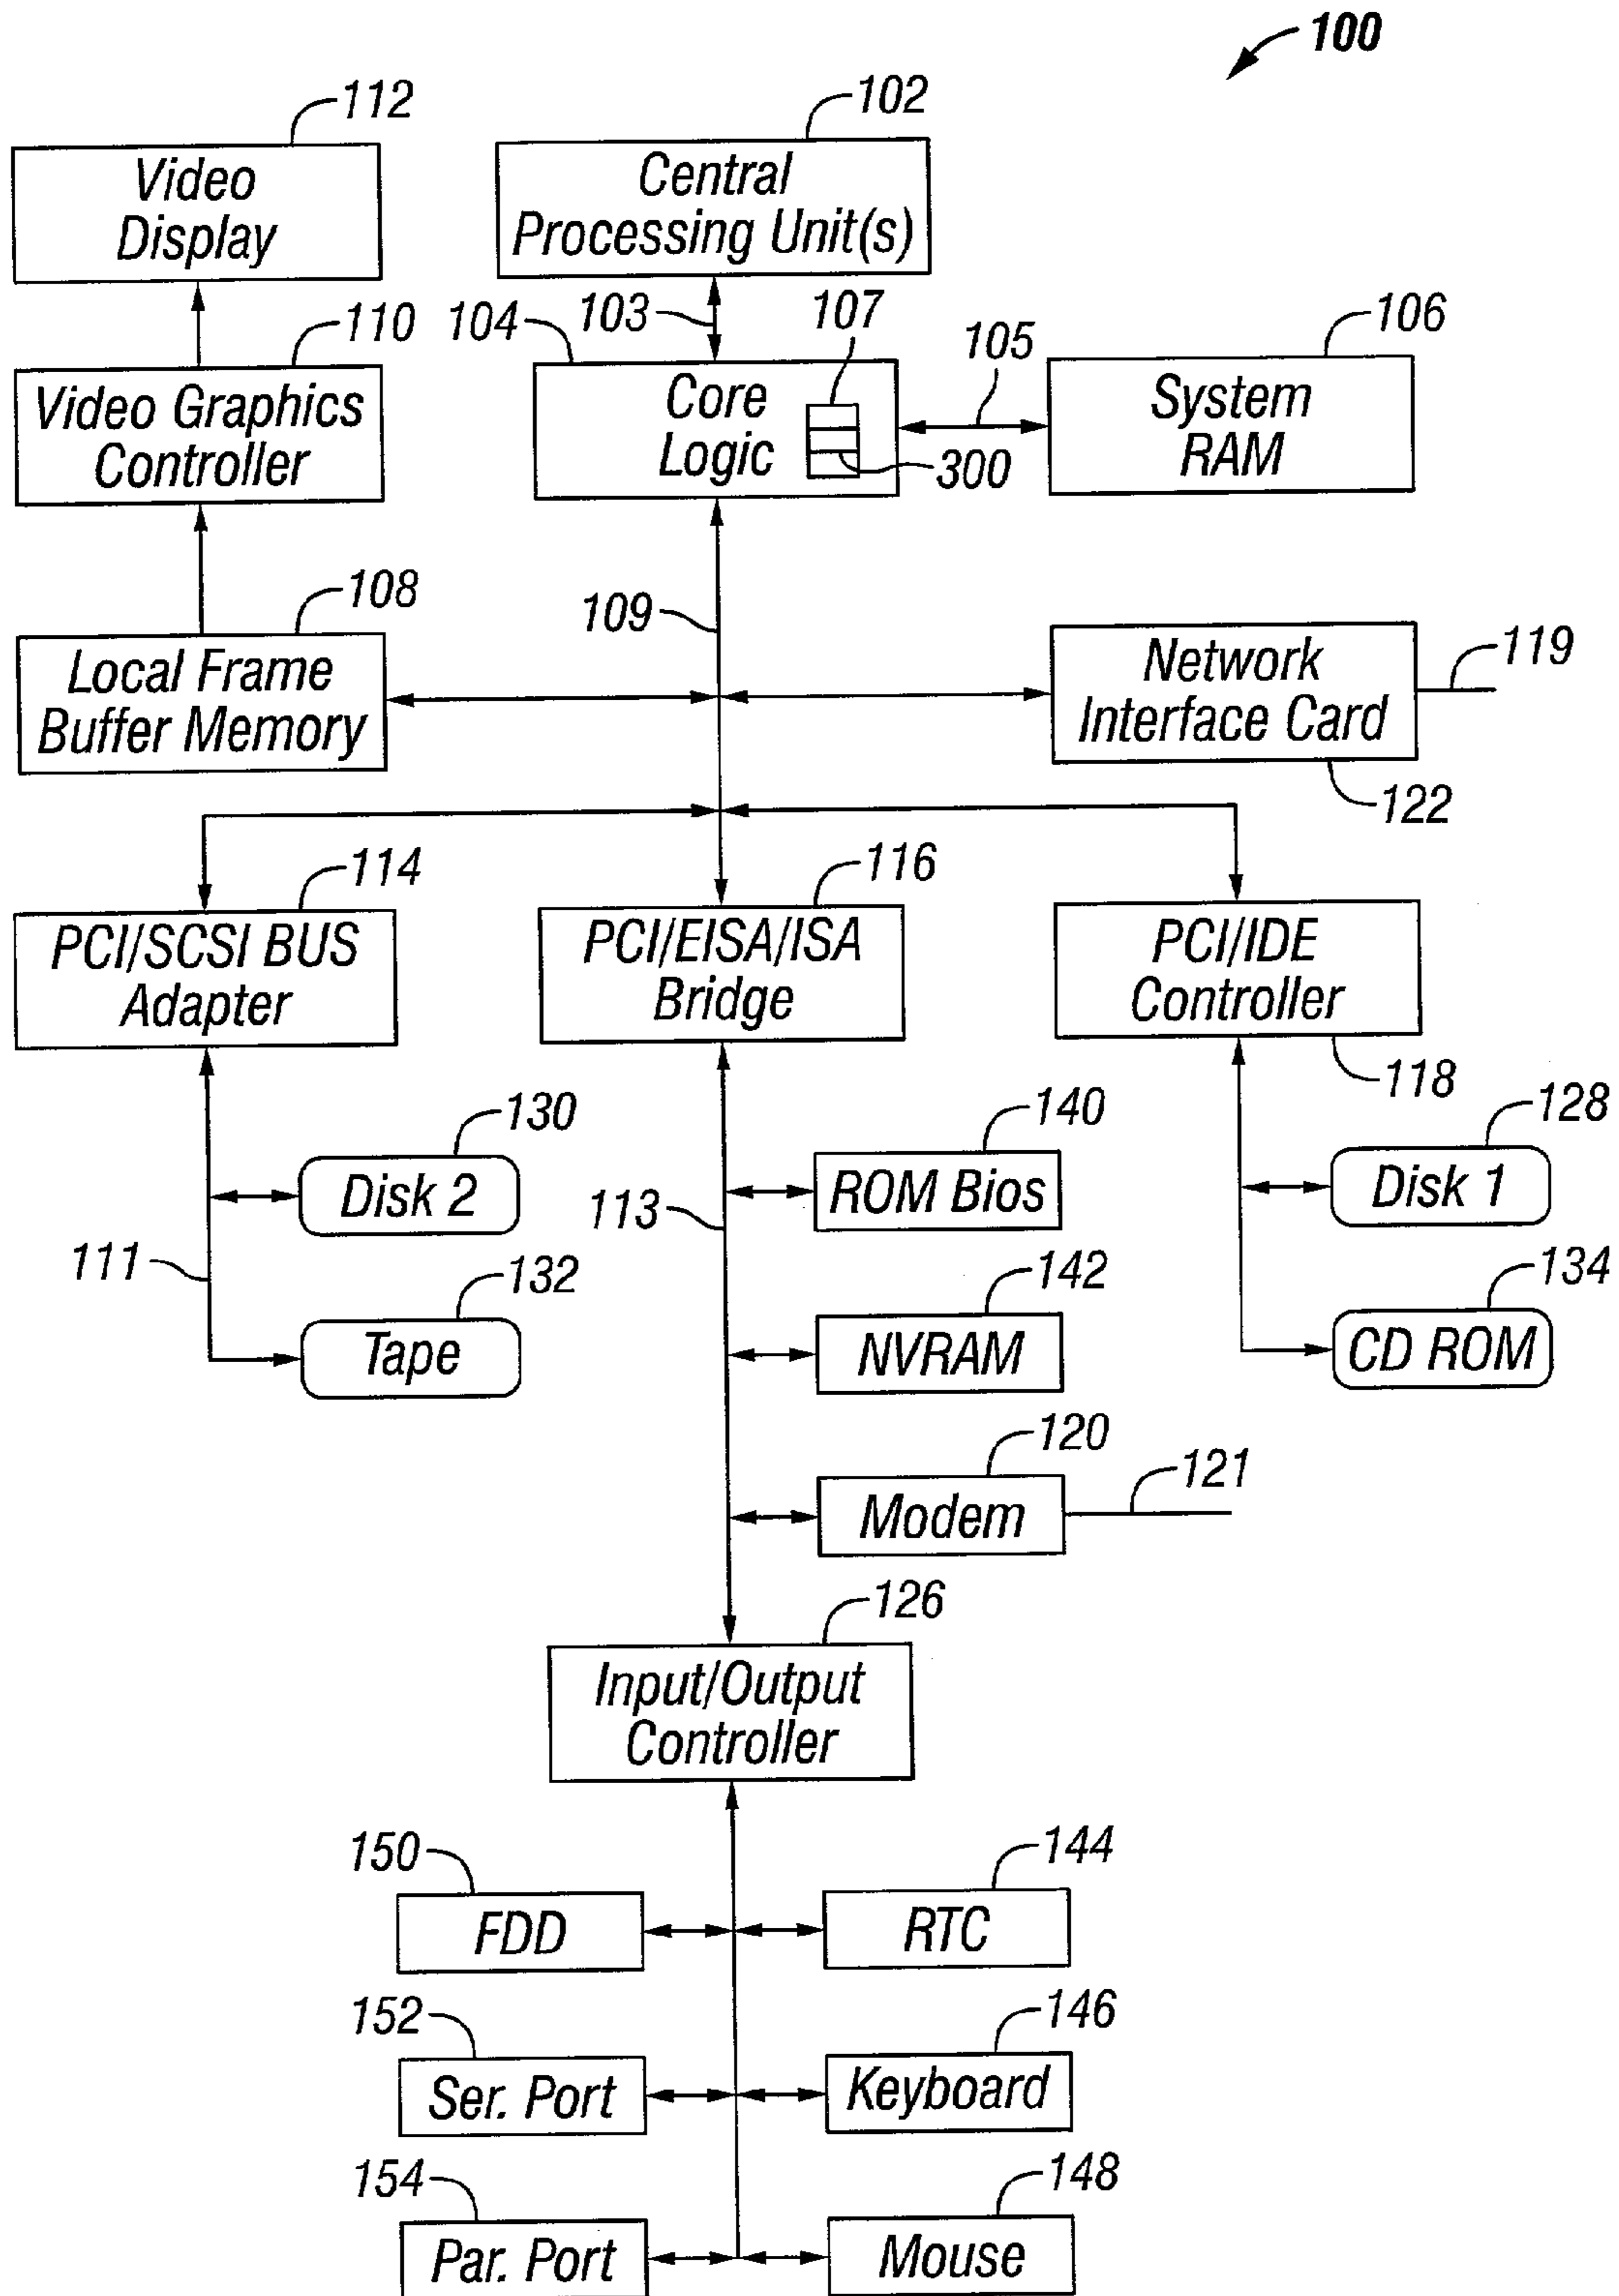 100
112
102
Video
Display
Central
Processing Unit(s)
103
107
110
104
105
106
Video Graphics
Controller
Core
Logic
300
System
RAM
108
109
119
Local Frame
Buffer Memory
Network
Interface Card
122
114
116
PCI/SCSI BUS
Adapter
PCI/EISA/ISA
Bridge
PCI/IDE
Controller
118
130
140
128
Disk 2
ROM Bios
Disk 1
113
111
132
142
134
Tape
NVRAM
CD ROM
120
121
Modem
126
Input/Output
Controller
150
144
FDD
RTC
152
146
Ser. Port
Keyboard
154
148
Par. Port
Mouse